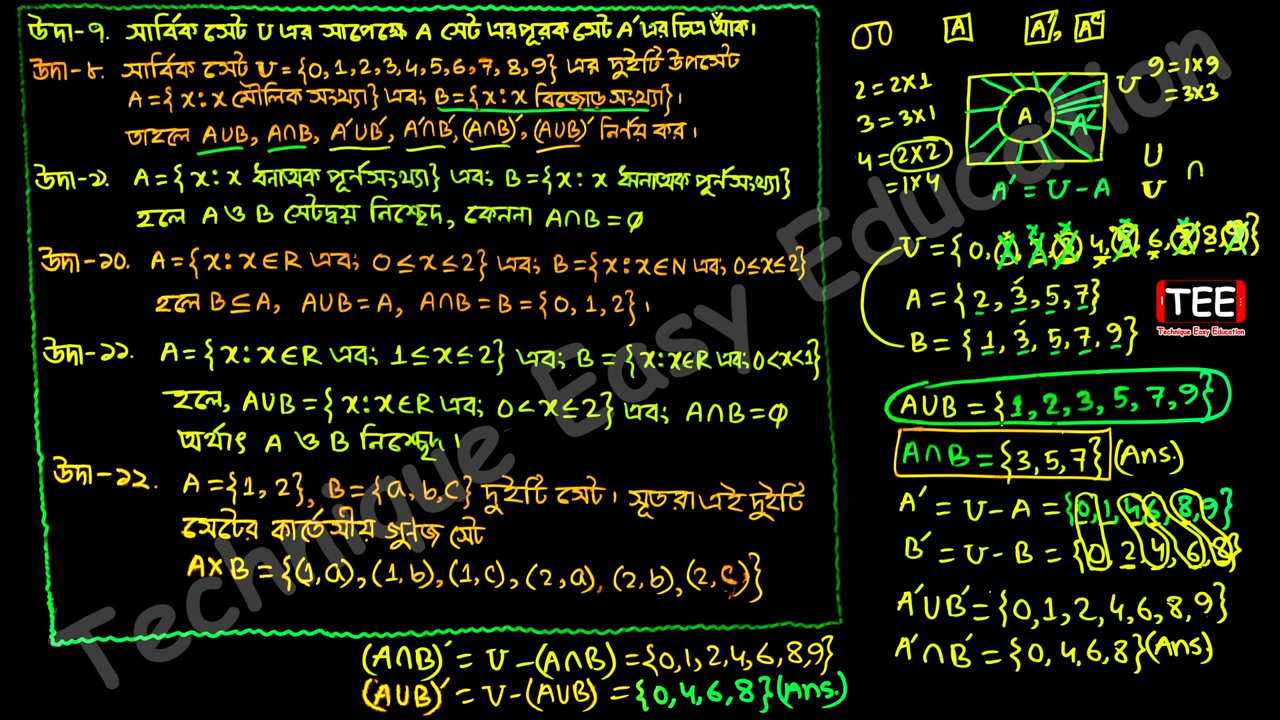 উদা-৭. সার্বিক সেট U এর সাপেক্ষে A সেট এর পূরক সেট A′ এর চিত্র আঁক।
উদা-৮. সার্বিক সেট U = {0, 1, 2, 3, 4, 5, 6, 7, 8, 9} এর দুইটি উপসেট
A = {x : x মৌলিক সংখ্যা} এবং B = {x : x বিজোড় সংখ্যা}।
তাহলে A∪B, A∩B, A′∪B′, A′∩B′, (A∩B)′, (A∪B)′ নির্ণয় কর।
উদা-৯. A = {x : x ধনাত্মক পূর্নসংখ্যা} এবং B = {x : x ঋনাত্মক পূর্নসংখ্যা}
হলে A ও B সেটদ্বয় নিশ্ছেদ, কেননা A∩B = φ
উদা-১০. A = {x : x∈R এবং 0≤x≤2} এবং B = {x : x∈N এবং 0≤x≤2}
হলে B⊆A, A∪B = A, A∩B = B = {0, 1, 2}।
উদা-১১. A = {x : x∈R এবং 1≤x≤2} এবং B = {x : x∈R এবং 0<x<1}
হলে, A∪B = {x : x∈R এবং 0<x≤2} এবং A∩B = φ
অর্থাৎ A ও B নিশ্ছেদ।
উদা-১২. A = {1, 2}, B = {a, b, c} দুইটি সেট। সূতরাং এই দুইটি
সেটের কার্তেসীয় গুনজ সেট
A×B = {(1, a), (1, b), (1, c), (2, a), (2, b), (2, c)}
(A∩B)′ = U−(A∩B) = {0, 1, 2, 4, 6, 8, 9}
(A∪B)′ = U−(A∪B) = {0, 4, 6, 8} (Ans.)
A A′, Aᶜ
2 = 2×1
3 = 3×1
4 = 2×2
= 1×4
A A′ U
9 = 1×9
= 3×3
A′ = U − A
U ∩
U
U = {0, 4, 6, 8, }
A = {2, 3, 5, 7}
B = {1, 3, 5, 7, 9}
TEE
Technique Easy Education
A∪B = {1, 2, 3, 5, 7, 9}
A∩B = {3, 5, 7} (Ans.)
A′ = U − A = {0, 1, 4, 6, 8, 9}
B′ = U − B = {0, 2, 4, 6, 8}
A′∪B′ = {0, 1, 2, 4, 6, 8, 9}
A′∩B′ = {0, 4, 6, 8} (Ans)
Technique Easy Education